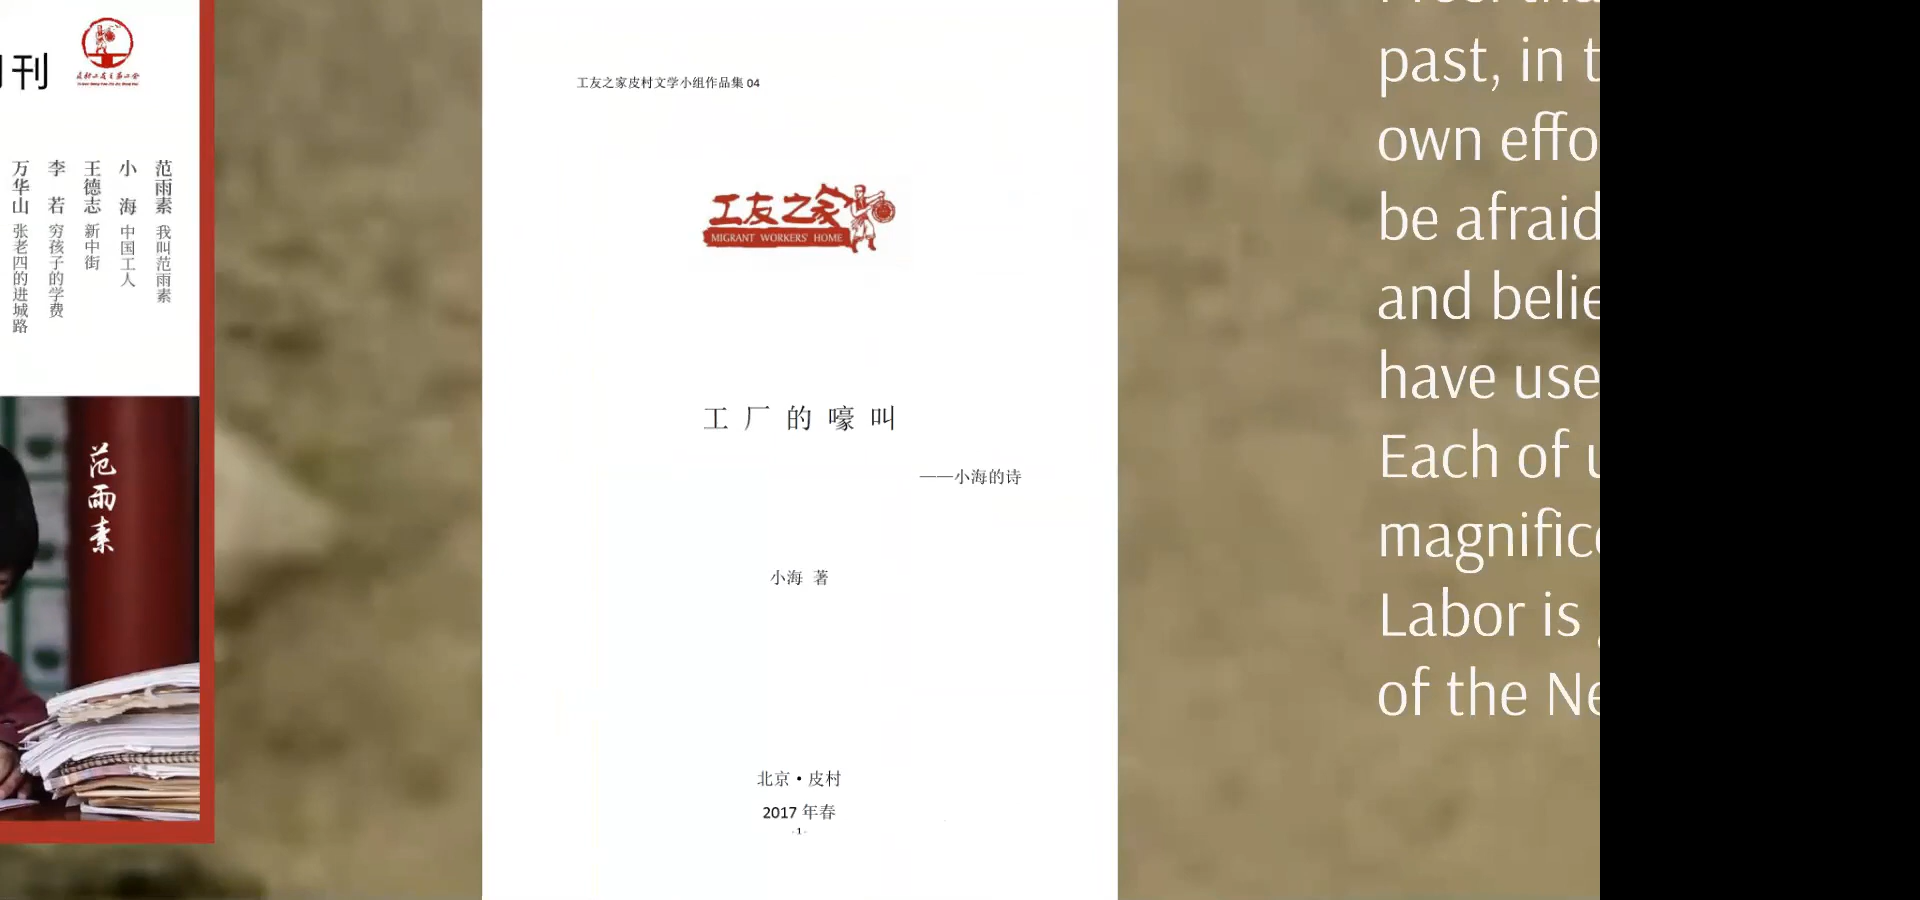 刊
范雨素 我叫范雨素
小海 中国工人
王德志 新中街
李若 穷孩子的学费
万华山 张老四的进城路
范雨素
工友之家皮村文学小组作品集 04
工友之家
MIGRANT WORKERS' HOME
工厂的嚎叫
——小海的诗
小海 著
北京·皮村
2017 年春
-1-
past, in t
own effo
be afraid
and belie
have use
Each of u
magnific
Labor is
of the Ne